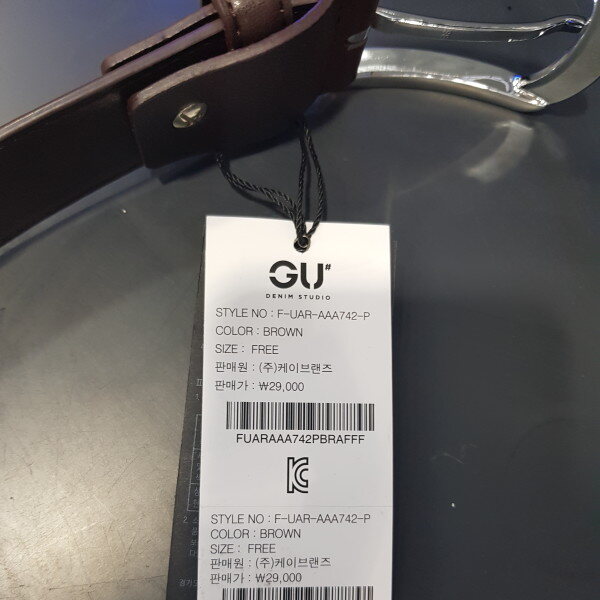 GU#
DENIM STUDIO
STYLE NO : F-UAR-AAA742-P
COLOR : BROWN
SIZE : FREE
판매원 : (주)케이브랜즈
판매가 : ₩29,000
FUARAAA742PBRAFFF
STYLE NO : F-UAR-AAA742-P
COLOR : BROWN
SIZE : FREE
판매원 : (주)케이브랜즈
판매가 : ₩29,000